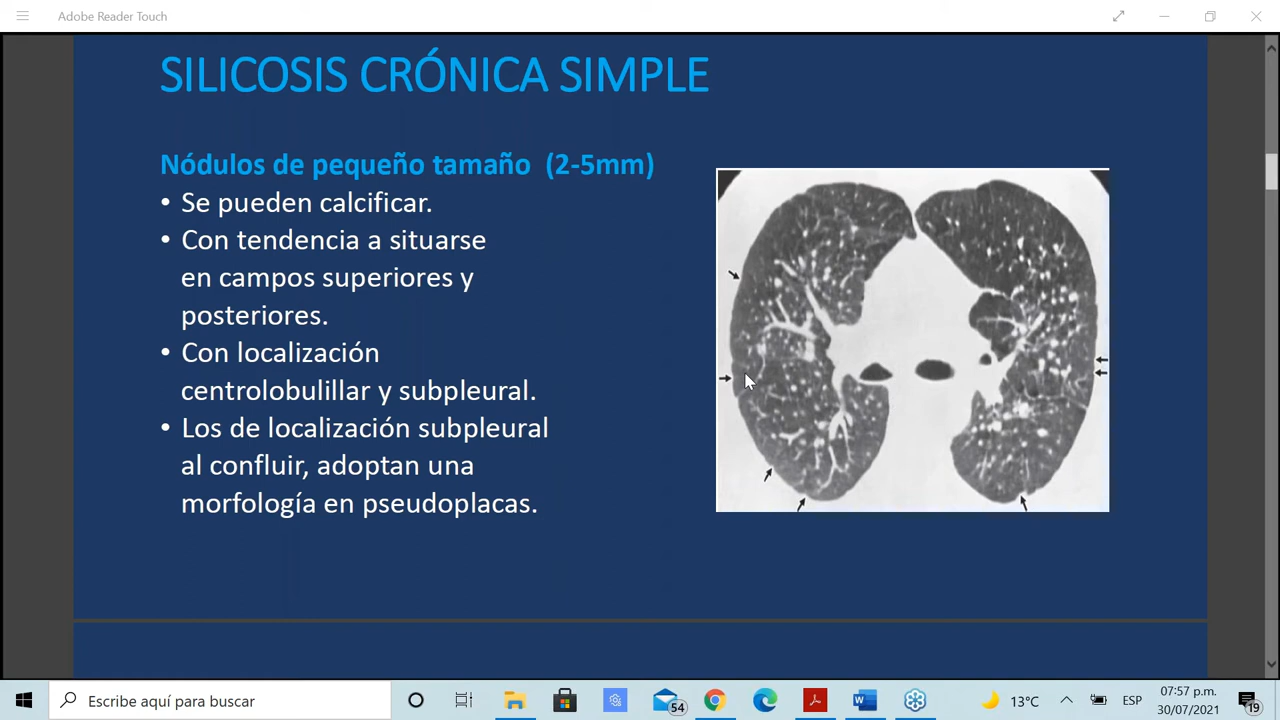 Adobe Reader Touch
SILICOSIS CRÓNICA SIMPLE
Nódulos de pequeño tamaño (2-5mm)
• Se pueden calcificar.
• Con tendencia a situarse
en campos superiores y
posteriores.
• Con localización
centrolobulillar y subpleural.
• Los de localización subpleural
al confluir, adoptan una
morfología en pseudoplacas.
Escribe aquí para buscar
54
13°C
ESP
07:57 p.m.
30/07/2021
19